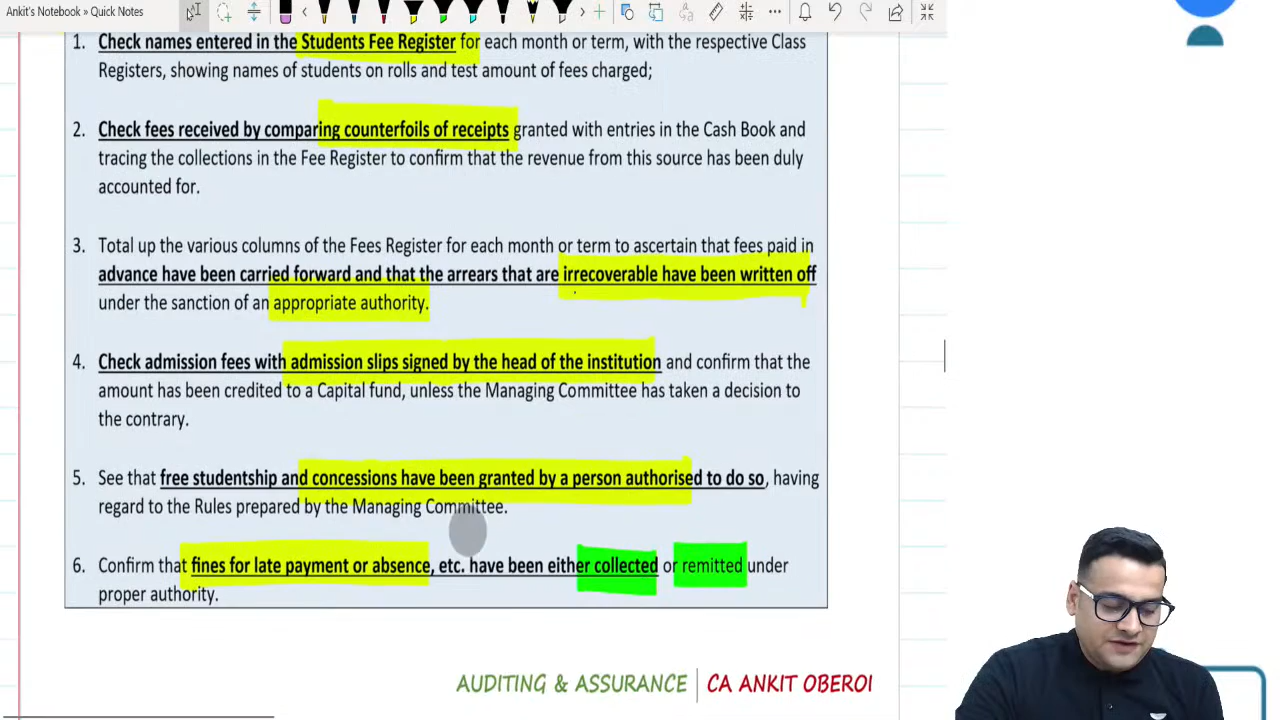 Ankit's Notebook » Quick Notes
1. Check names entered in the Students Fee Register for each month or term, with the respective Class
Registers, showing names of students on rolls and test amount of fees charged;
2. Check fees received by comparing counterfoils of receipts granted with entries in the Cash Book and
tracing the collections in the Fee Register to confirm that the revenue from this source has been duly
accounted for.
3. Total up the various columns of the Fees Register for each month or term to ascertain that fees paid in
advance have been carried forward and that the arrears that are irrecoverable have been written off
under the sanction of an appropriate authority.
4. Check admission fees with admission slips signed by the head of the institution and confirm that the
amount has been credited to a Capital fund, unless the Managing Committee has taken a decision to
the contrary.
5. See that free studentship and concessions have been granted by a person authorised to do so, having
regard to the Rules prepared by the Managing Committee.
6. Confirm that fines for late payment or absence, etc. have been either collected or remitted under
proper authority.
AUDITING & ASSURANCE | CA ANKIT OBEROI